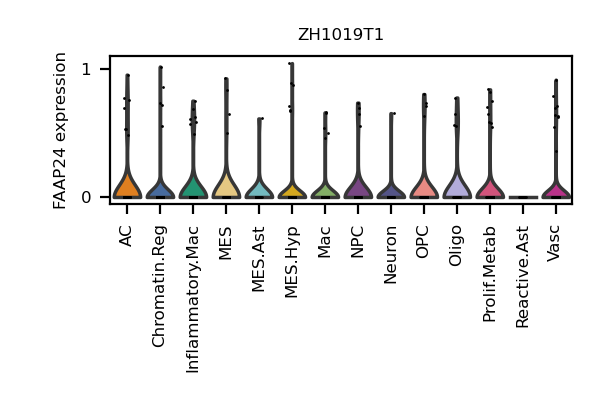 ZH1019T1
FAAP24 expression
1
0
AC
Chromatin.Reg
Inflammatory.Mac
MES
MES.Ast
MES.Hyp
Mac
NPC
Neuron
OPC
Oligo
Prolif.Metab
Reactive.Ast
Vasc